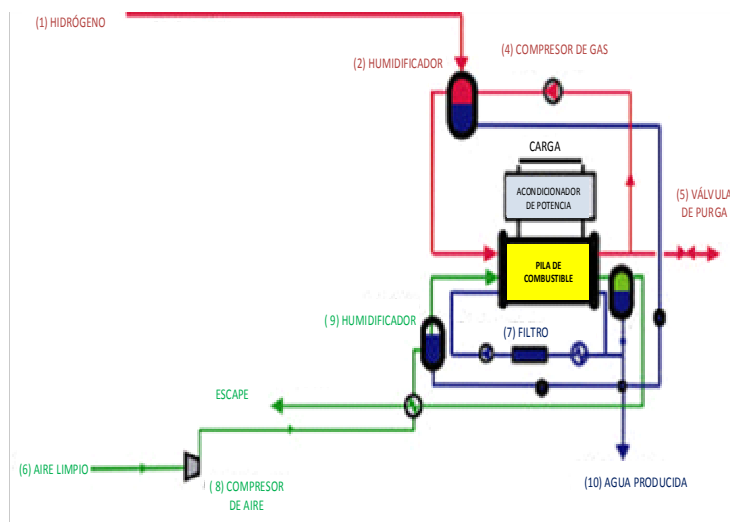 (1) HIDRÓGENO
(2) HUMIDIFICADOR
(4) COMPRESOR DE GAS
CARGA
ACONDICIONADOR
DE POTENCIA
(5) VÁLVULA
DE PURGA
PILA DE
COMBUSTIBLE
( 9) HUMIDIFICADOR
(7) FILTRO
ESCAPE
(6) AIRE LIMPIO
( 8) COMPRESOR
DE AIRE
(10) AGUA PRODUCIDA